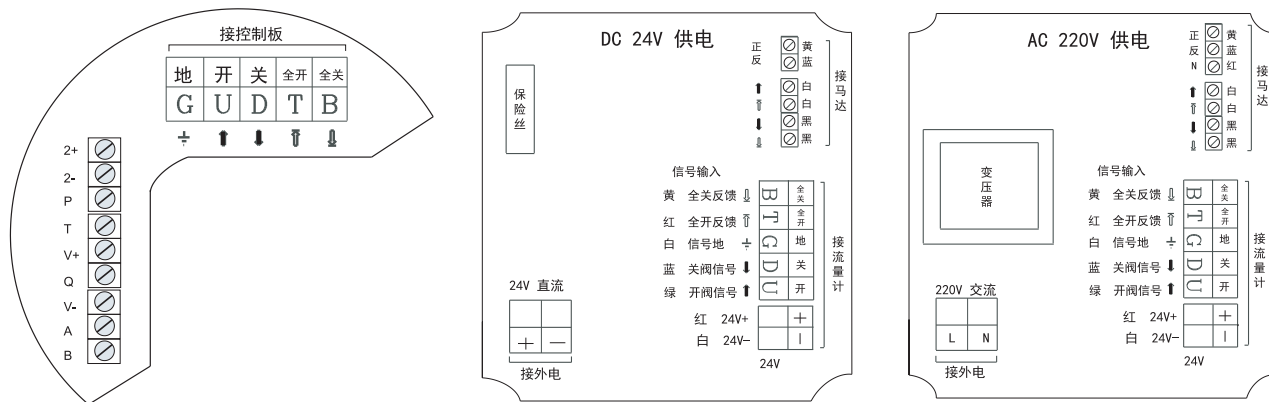 接控制板
地 开 关 全开 全关
G U D T B
2+
2-
P
T
V+
Q
V-
A
B
DC 24V 供电
保险丝
正 黄
反 蓝
白
白
黑
黑
接马达
信号输入
黄 全关反馈 B 全关
红 全开反馈 T 全开
白 信号地 G 地
蓝 关阀信号 D 关
绿 开阀信号 U 开
接流量计
红 24V+ +
白 24V- -
24V
24V 直流
+ -
接外电
AC 220V 供电
变压器
正 黄
反 蓝
N 红
白
白
黑
黑
接马达
信号输入
黄 全关反馈 B 全关
红 全开反馈 T 全开
白 信号地 G 地
蓝 关阀信号 D 关
绿 开阀信号 U 开
接流量计
红 24V+ +
白 24V- -
24V
220V 交流
L N
接外电